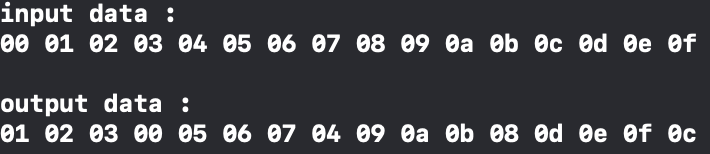 input data :
00 01 02 03 04 05 06 07 08 09 0a 0b 0c 0d 0e 0f
output data :
01 02 03 00 05 06 07 04 09 0a 0b 08 0d 0e 0f 0c